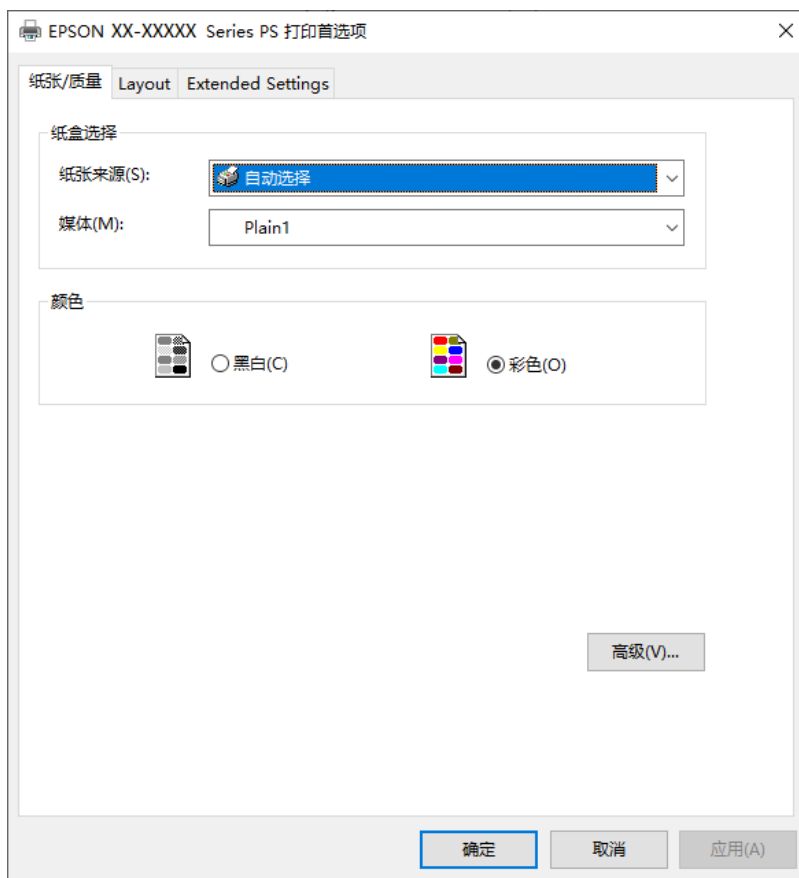 EPSON XX-XXXXX Series PS 打印首选项
纸张/质量 Layout Extended Settings
纸盒选择
纸张来源(S): 自动选择
媒体(M): Plain1
颜色
黑白(C) 彩色(O)
高级(V)...
确定 取消 应用(A)